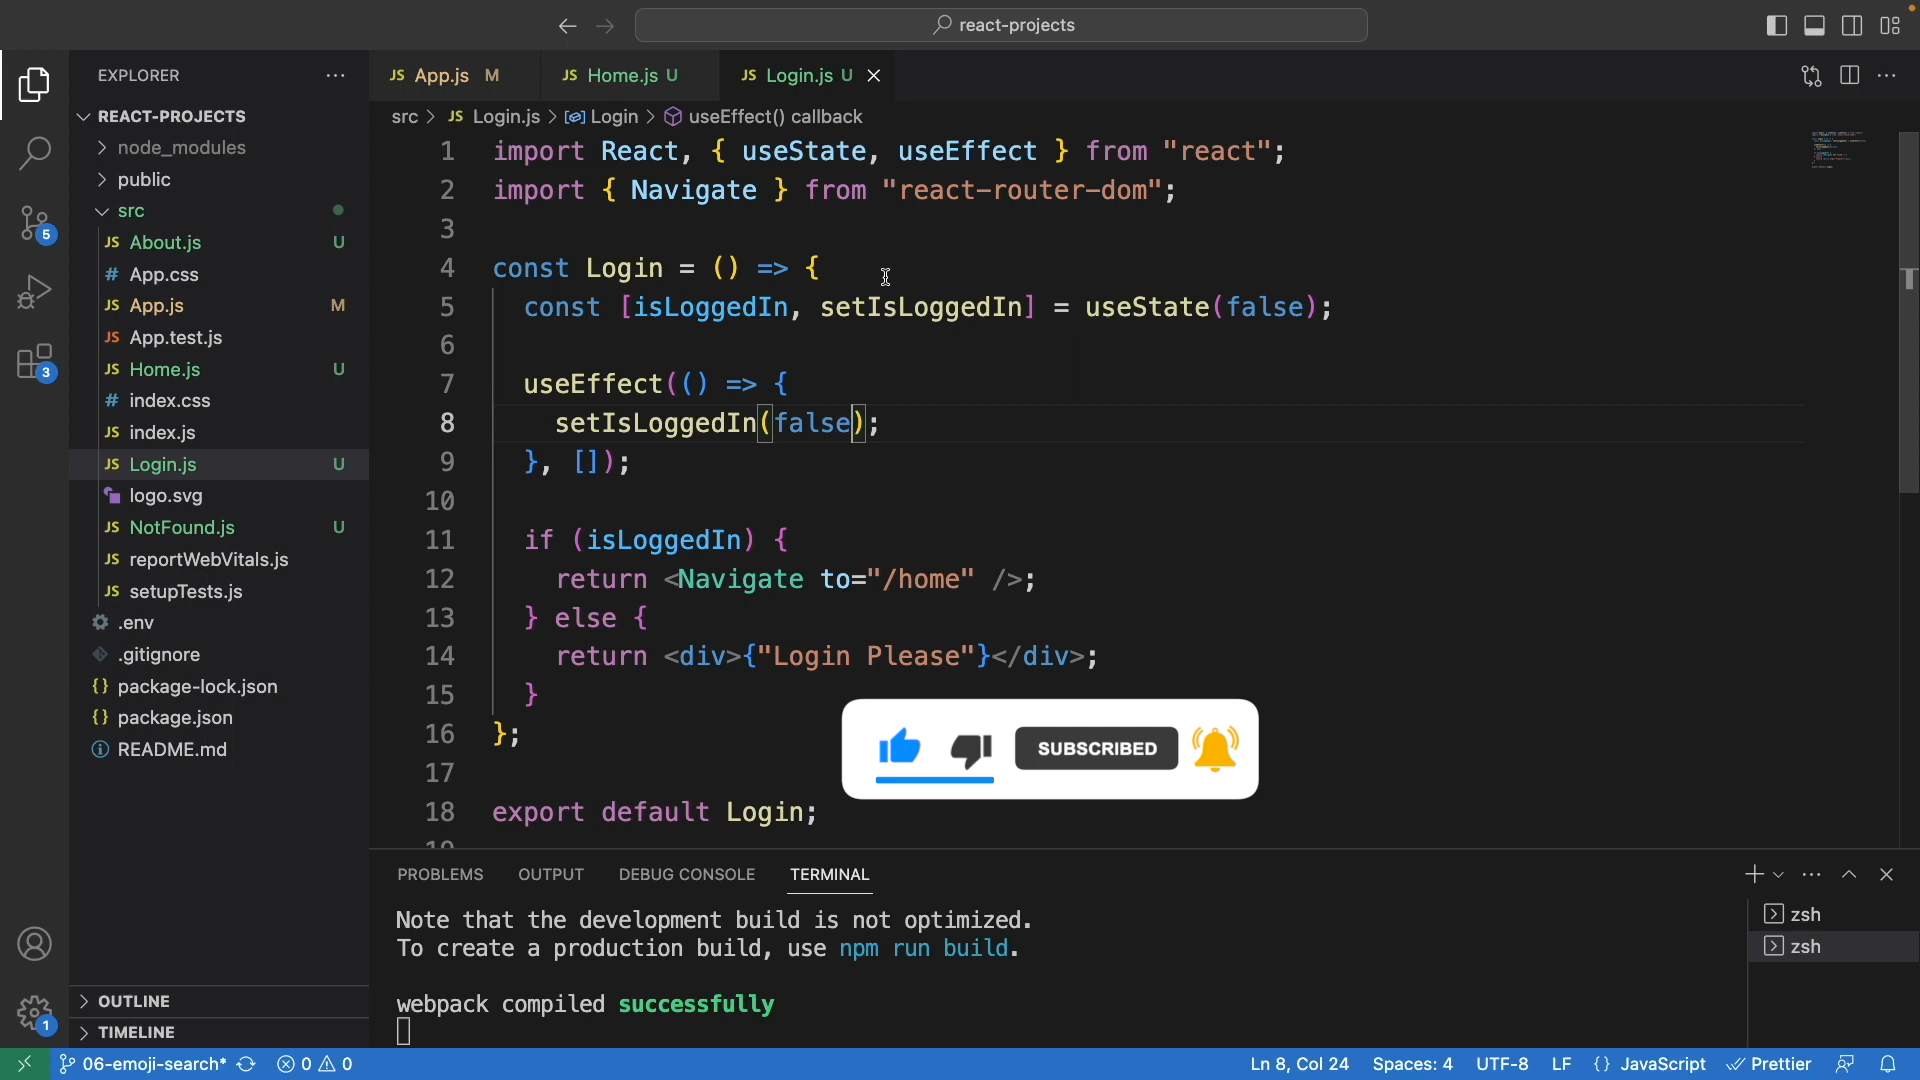 react-projects
EXPLORER
JS App.js M
JS Home.js U
JS Login.js U
src > JS Login.js > Login > useEffect() callback
REACT-PROJECTS
node_modules
public
src
JS About.js U
# App.css
JS App.js M
JS App.test.js
JS Home.js U
# index.css
JS index.js
JS Login.js U
logo.svg
JS NotFound.js U
JS reportWebVitals.js
JS setupTests.js
.env
.gitignore
{} package-lock.json
{} package.json
README.md
OUTLINE
TIMELINE
5
3
1
1 import React, { useState, useEffect } from "react";
2 import { Navigate } from "react-router-dom";
3
4 const Login = () => {
5 const [isLoggedIn, setIsLoggedIn] = useState(false);
6
7 useEffect(() => {
8 setIsLoggedIn(false);
9 }, []);
10
11 if (isLoggedIn) {
12 return <Navigate to="/home" />;
13 } else {
14 return <div>{"Login Please"}</div>;
15 }
16 };
17
18 export default Login;
SUBSCRIBED
PROBLEMS OUTPUT DEBUG CONSOLE TERMINAL
Note that the development build is not optimized.
To create a production build, use npm run build.
webpack compiled successfully
zsh
zsh
06-emoji-search* 0 0 Ln 8, Col 24 Spaces: 4 UTF-8 LF {} JavaScript Prettier